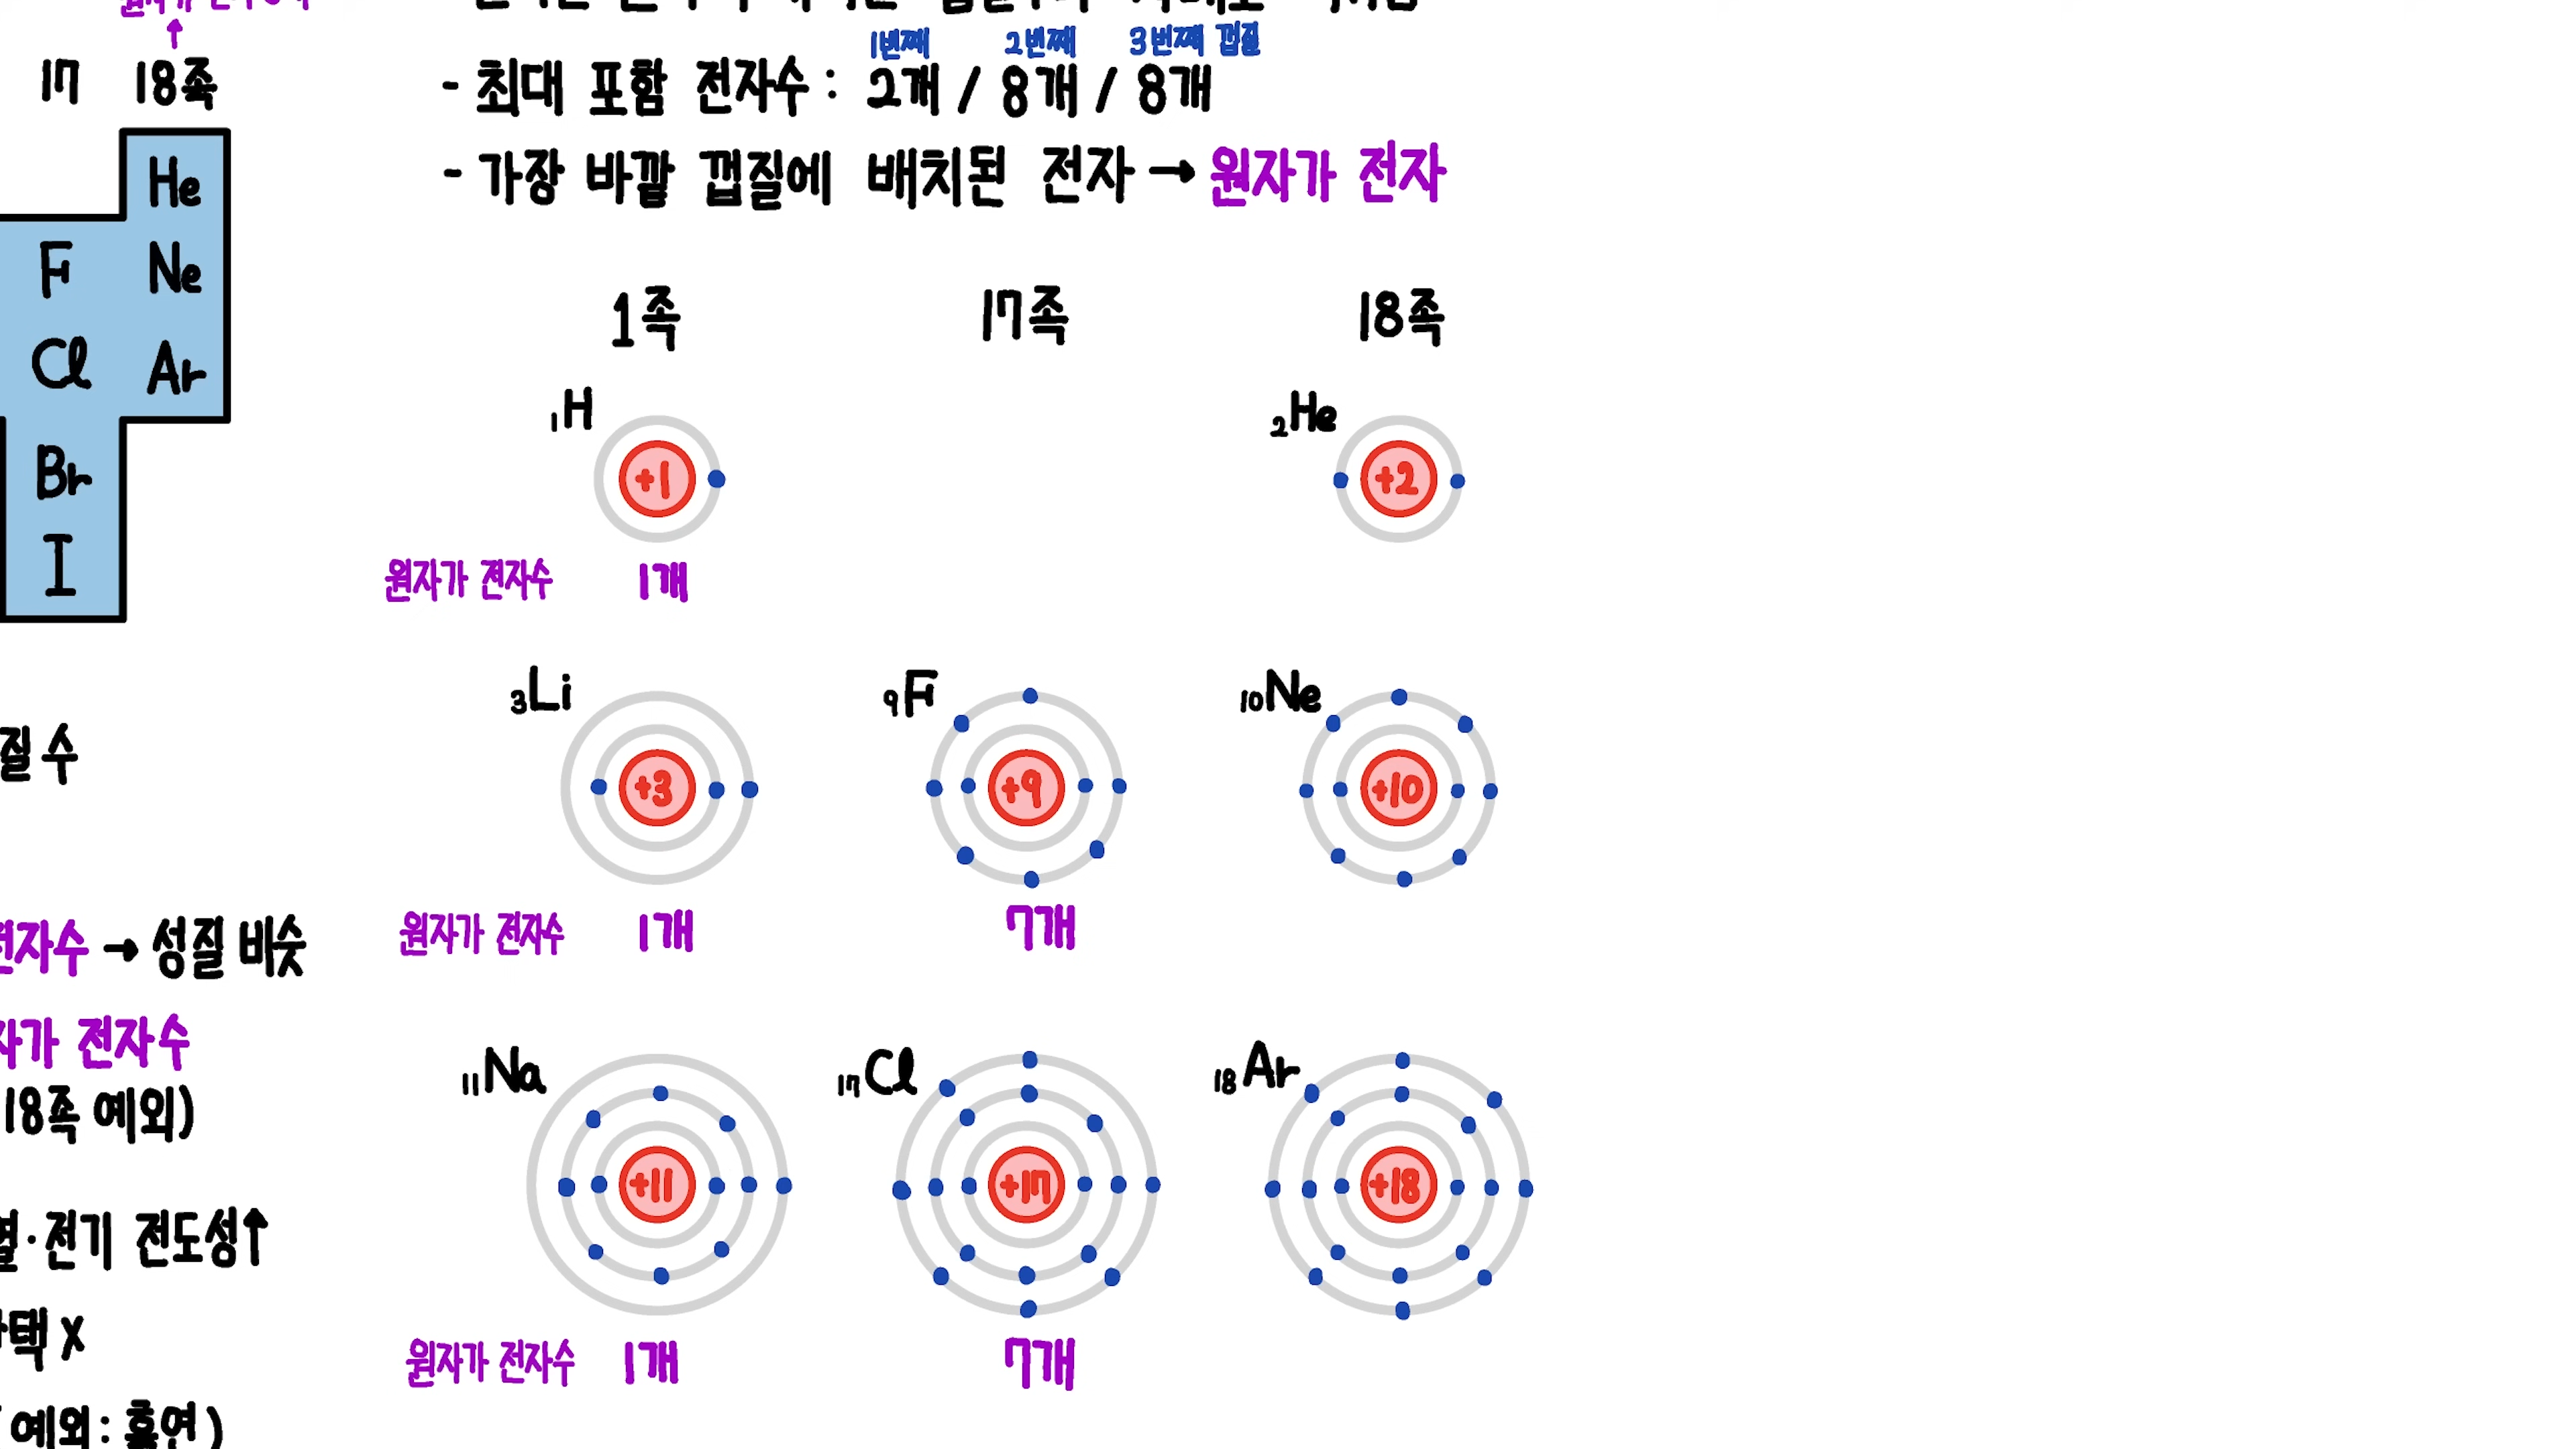 17 18족
He
F Ne
Cl Ar
Br
I
질수
전자수 → 성질 비슷
자가 전자수
18족 예외)
열·전기 전도성↑
택 X
예외: 흑연)
1번째 2번째 3번째 껍질
- 최대 포함 전자수 : 2개 / 8개 / 8개
- 가장 바깥 껍질에 배치된 전자 → 원자가 전자
1족 17족 18족
1H +1 2He +2
원자가 전자수 1개
3Li +3 9F +9 10Ne +10
원자가 전자수 1개 7개
11Na +11 17Cl +17 18Ar +18
원자가 전자수 1개 7개